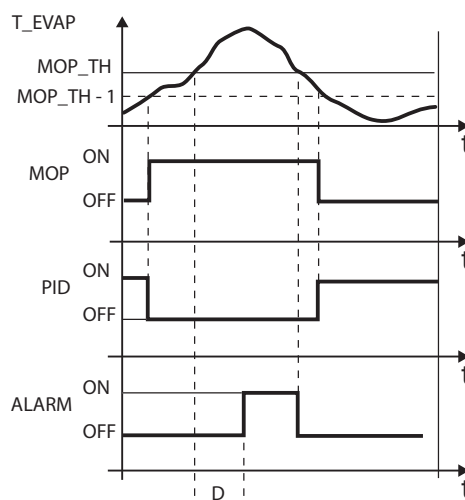 T_EVAP
MOP_TH
MOP_TH - 1
t
ON
MOP
OFF
t
ON
PID
OFF
t
ON
ALARM
OFF
t
D